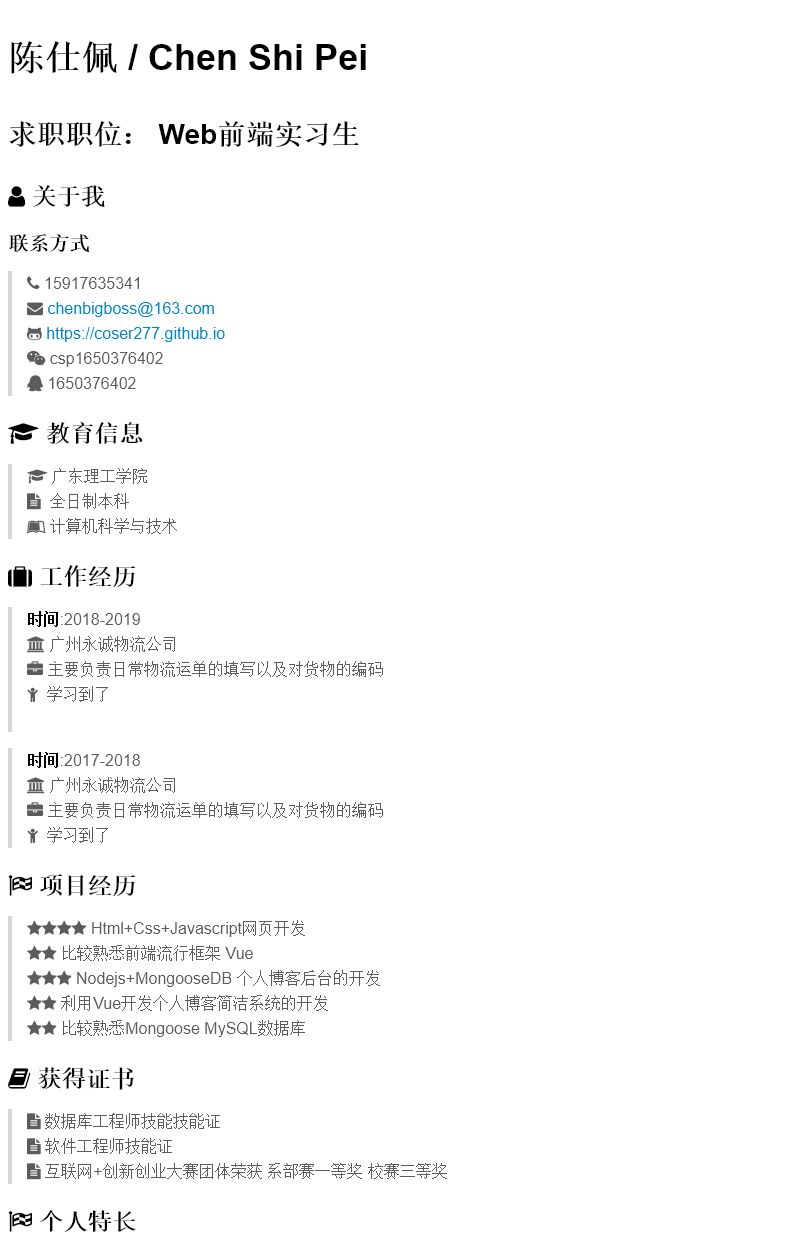 陈仕佩 / Chen Shi Pei
求职职位： Web前端实习生
关于我
联系方式
15917635341
chenbigboss@163.com
https://coser277.github.io
csp1650376402
1650376402
教育信息
广东理工学院
全日制本科
计算机科学与技术
工作经历
时间:2018-2019
广州永诚物流公司
主要负责日常物流运单的填写以及对货物的编码
学习到了
时间:2017-2018
广州永诚物流公司
主要负责日常物流运单的填写以及对货物的编码
学习到了
项目经历
Html+Css+Javascript网页开发
比较熟悉前端流行框架 Vue
Nodejs+MongooseDB 个人博客后台的开发
利用Vue开发个人博客简洁系统的开发
比较熟悉Mongoose MySQL数据库
获得证书
数据库工程师技能技能证
软件工程师技能证
互联网+创新创业大赛团体荣获 系部赛一等奖 校赛三等奖
个人特长